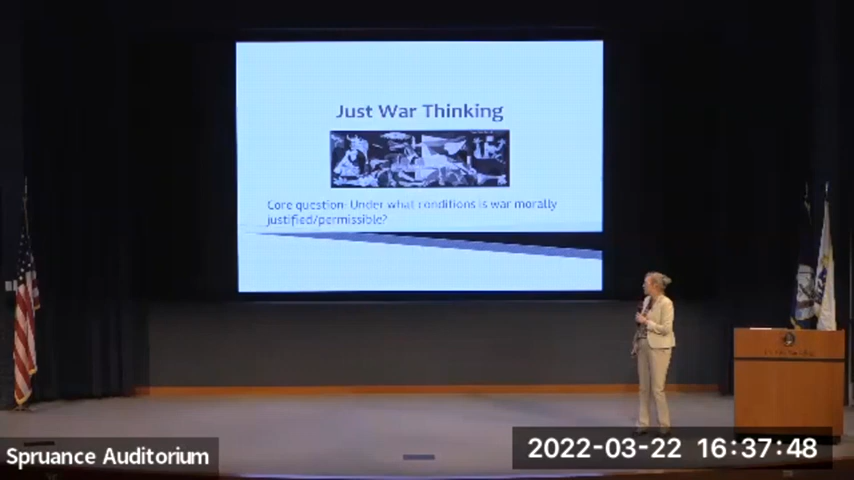 Just War Thinking
Core question: Under what conditions is war morally
justified/permissible?
Spruance Auditorium
2022-03-22 16:37:48